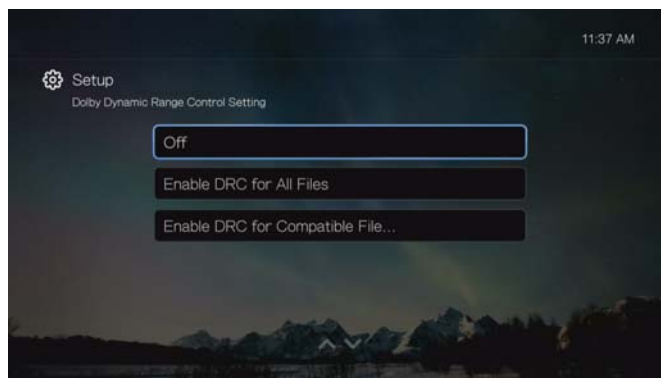 11:37 AM
Setup
Dolby Dynamic Range Control Setting
Off
Enable DRC for All Files
Enable DRC for Compatible File...